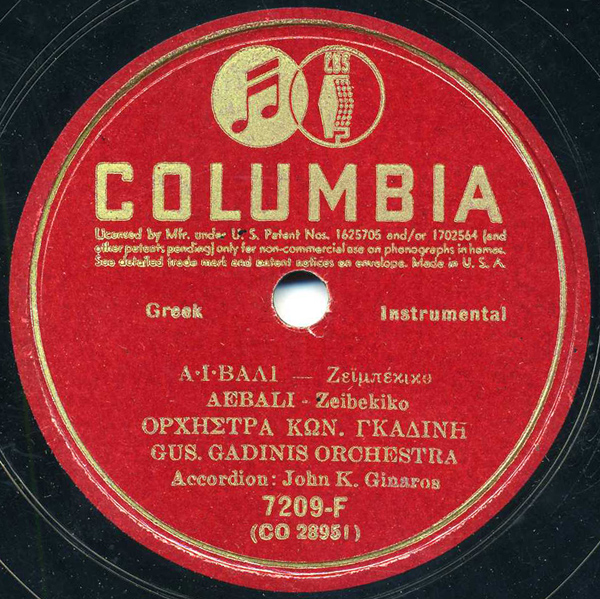 CBS
COLUMBIA
Licensed by Mfr. under U. S. Patent Nos. 1625705 and/or 1702564 (and
other patents pending) only for non-commercial use on phonographs in homes.
See detailed trade mark and patent notices on envelope. Made in U. S. A.
Greek Instrumental
Α·Ι·ΒΑΛΙ — Ζεϊμπέκικο
AEBALI - Zeibekiko
ΟΡΧΗΣΤΡΑ ΚΩΝ. ΓΚΑΔΙΝΗ
GUS. GADINIS ORCHESTRA
Accordion: John K. Ginaros
7209-F
(CO 28951)